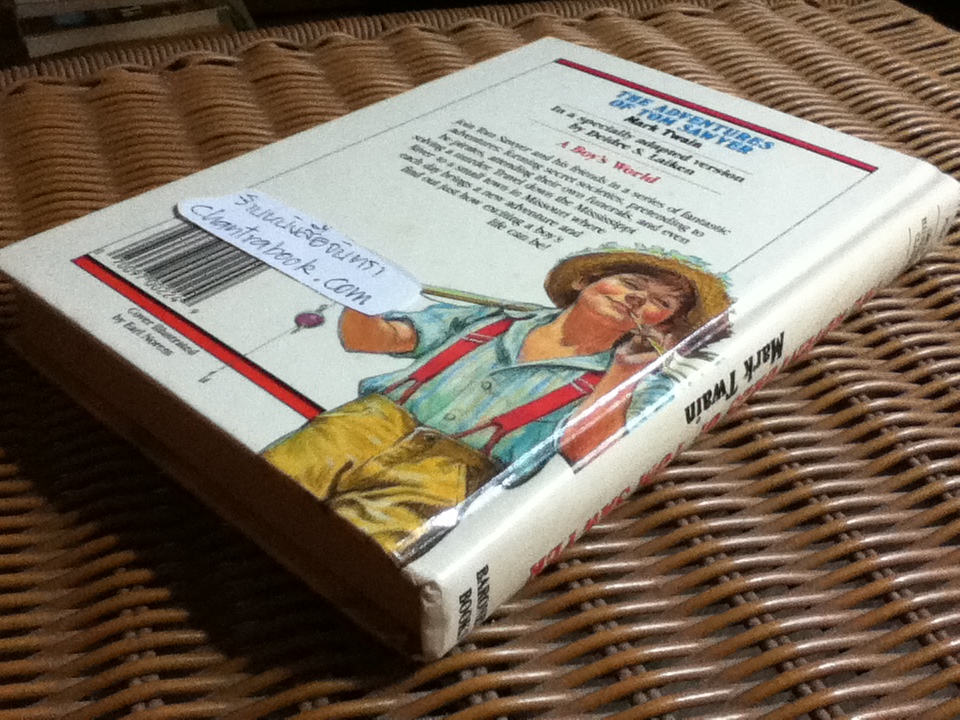 THE ADVENTURES
OF TOM SAWYER
Mark Twain
In a specially adapted version
by Deidre S. Laiken
A Boy's World
Join Tom Sawyer and his friends in a series of fantastic
adventures: forming secret societies, pretending to
be pirates, attending their own funerals, and even
solving a murder. Travel down the Mississippi
River to a small town in Missouri where
each day brings a new adventure and
find out just how exciting a boy's
life can be!
ร้านหนังสือจันทรา
chantrabook.com
Cover Illustrated
by Earl Norem
Mark Twain